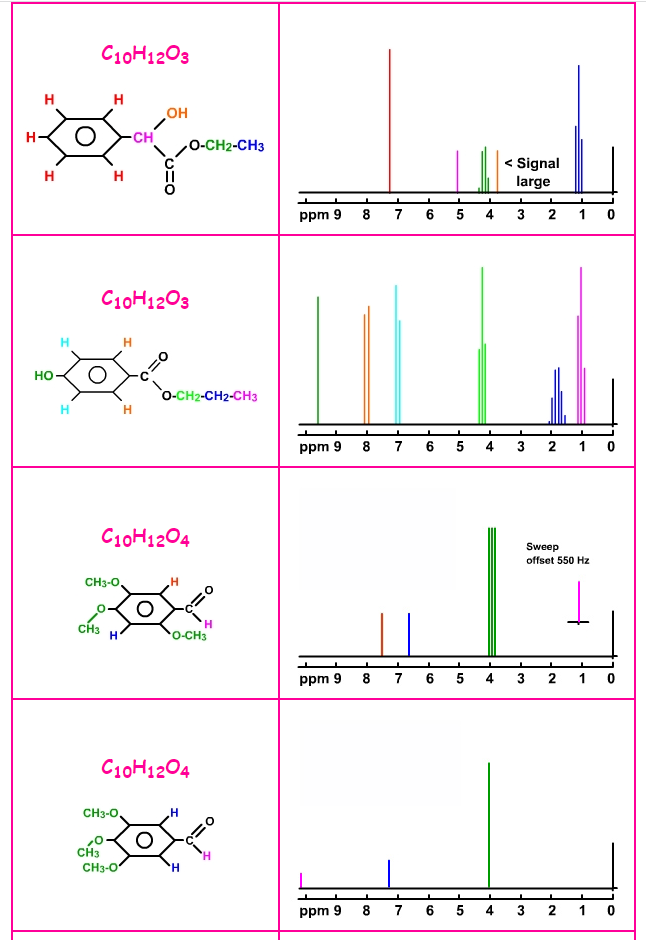 C10H12O3
H H
OH
H CH
O-CH2-CH3
C
H H
O
< Signal
large
ppm 9 8 7 6 5 4 3 2 1 0
C10H12O3
H H
O
HO C
O-CH2-CH2-CH3
H H
ppm 9 8 7 6 5 4 3 2 1 0
C10H12O4
CH3-O H
O
O C
CH3 H H
O-CH3
Sweep
offset 550 Hz
ppm 9 8 7 6 5 4 3 2 1 0
C10H12O4
CH3-O H
O
O C
CH3 H
CH3-O H
ppm 9 8 7 6 5 4 3 2 1 0